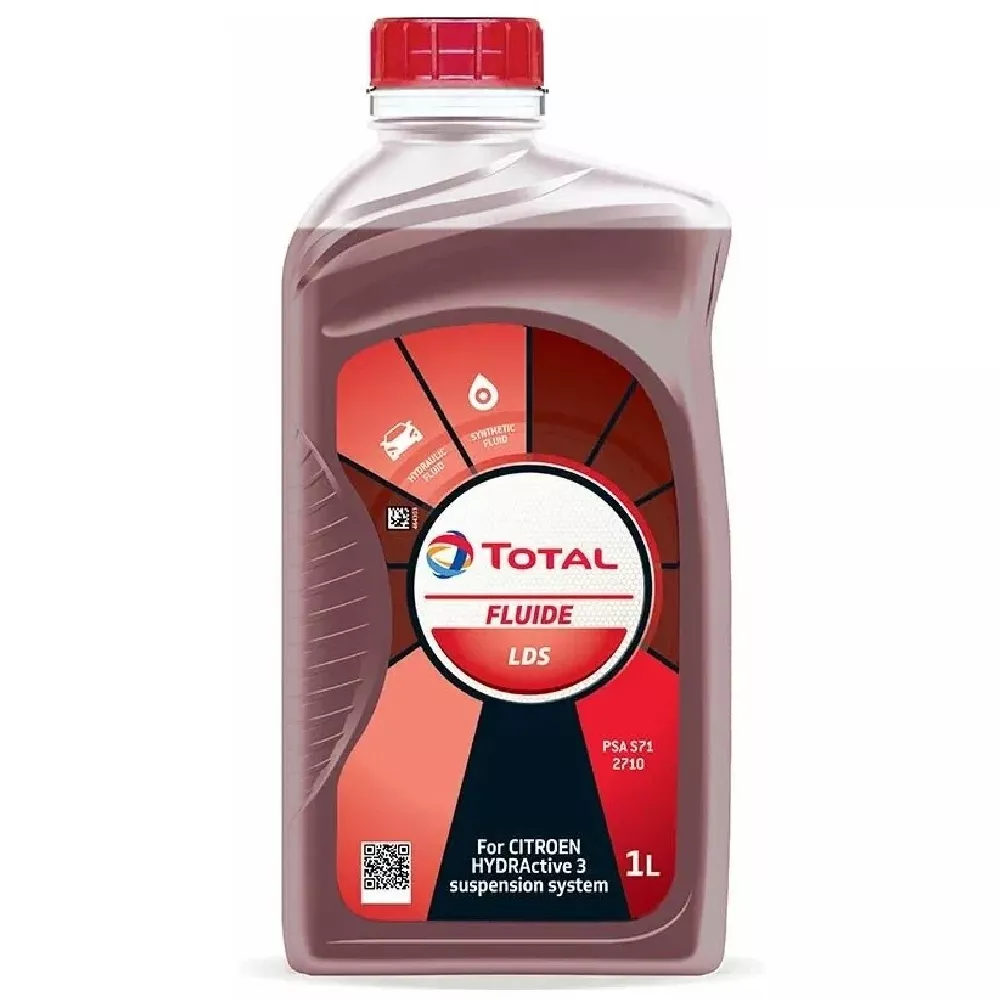 SYNTHETIC
FLUID
HYDRAULIC
FLUID
TOTAL
FLUIDE
LDS
PSA S71
2710
For CITROEN
HYDRActive 3
suspension system
1L